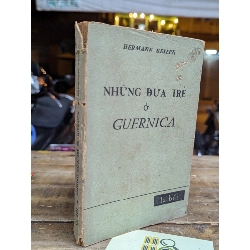 HERMANN KESTEN
NHỮNG ĐỨA TRẺ
Ở
GUERNICA